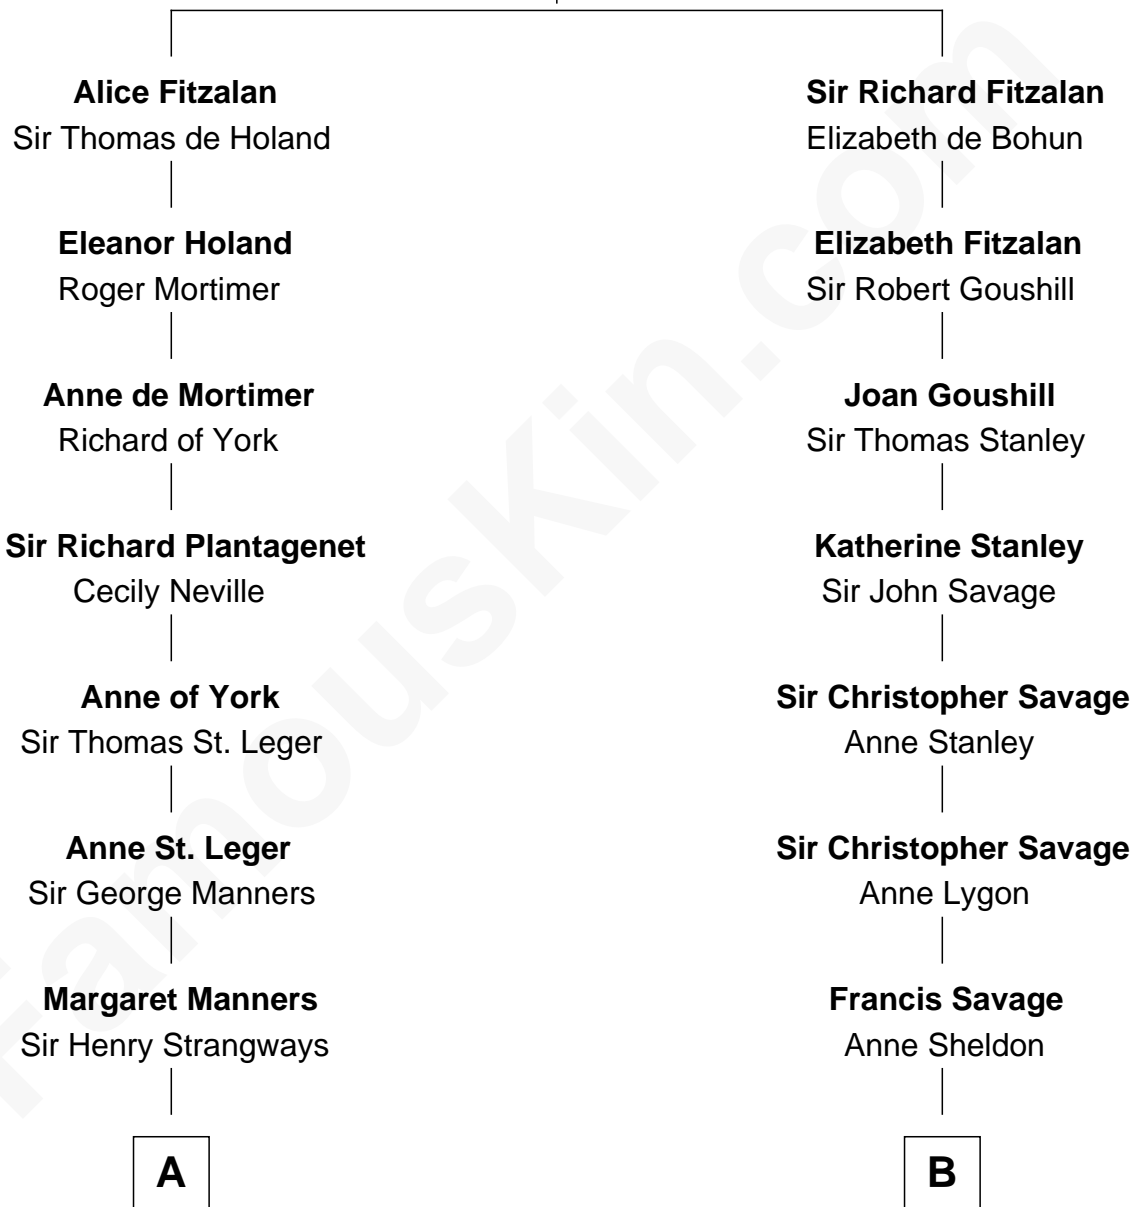 Alice Fitzalan
Sir Thomas de Holand
Eleanor Holand
Roger Mortimer
Anne de Mortimer
Richard of York
Sir Richard Plantagenet
Cecily Neville
Anne of York
Sir Thomas St. Leger
Anne St. Leger
Sir George Manners
Margaret Manners
Sir Henry Strangways
A
Sir Richard Fitzalan
Elizabeth de Bohun
Elizabeth Fitzalan
Sir Robert Goushill
Joan Goushill
Sir Thomas Stanley
Katherine Stanley
Sir John Savage
Sir Christopher Savage
Anne Stanley
Sir Christopher Savage
Anne Lygon
Francis Savage
Anne Sheldon
B
FamousKin.com